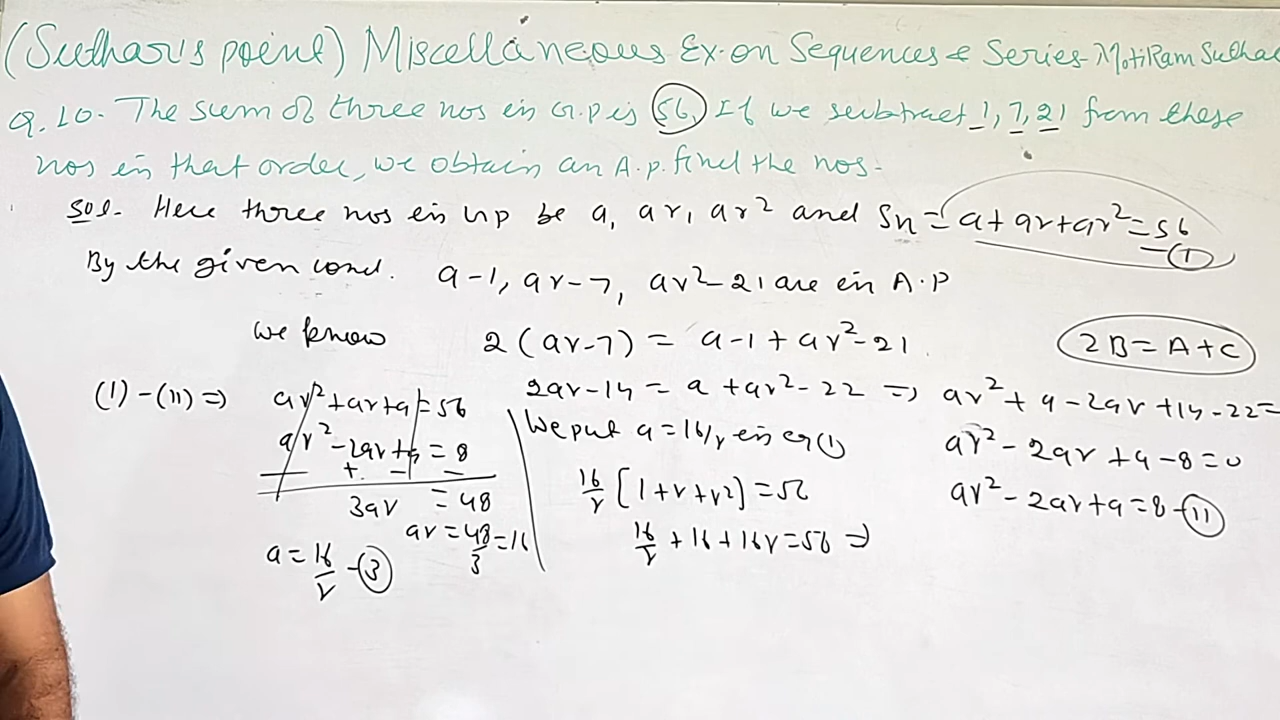 (Suthar's point) Miscellaneous Ex. on Sequences & Series - MotiRam Suthar
Q.10. The sum of three nos in G.P is 56, If we subtract 1, 7, 21 from these
nos in that order, we obtain an A.p. find the nos.
Sol. Here three nos in Gp be a, ar, ar² and Sn = a + ar + ar² = 56 - ①
By the given cond. a-1, ar-7, ar²-21 are in A.P
We know 2(ar-7) = a-1 + ar²-21.
2B = A+C
2ar-14 = a + ar²-22 ⇒ ar² + a - 2ar + 14 - 22 =
ar² - 2ar + a - 8 = 0
ar² - 2ar + a = 8 - ⑪
(1) - (11) ⇒ ar² + ar + a = 56
ar² - 2ar + a = 8
- + - -
3ar = 48
ar = 48/3 = 16
a = 16/r - ③
We put a = 16/r in eq ①
16/r [1 + r + r²] = 56
16/r + 16 + 16r = 56 ⇒